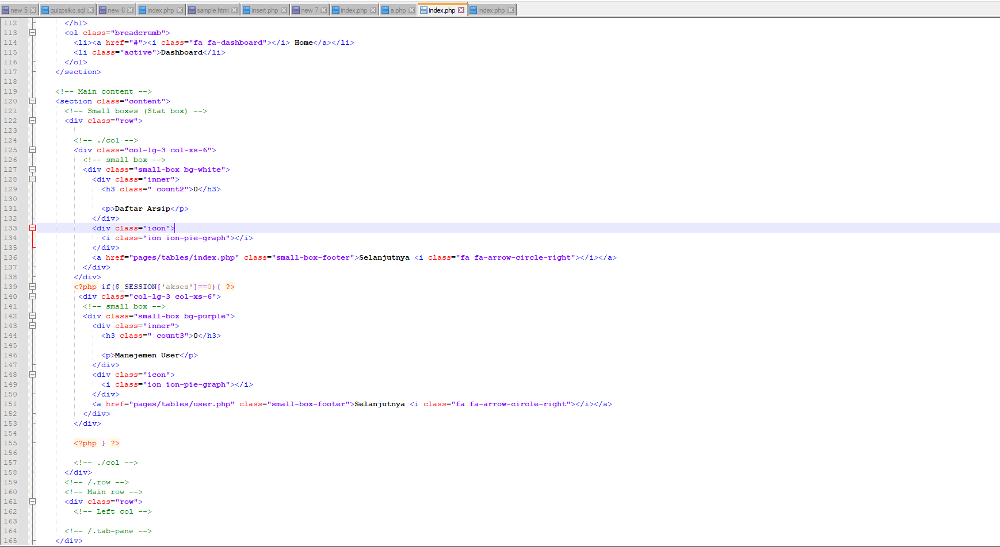 new 5 quizpsiko.sql new 6 index.php sample.html insert.php new 7 index.php a.php index.php index.php
112 </h1>
113 <ol class="breadcrumb">
114 <li><a href="#"><i class="fa fa-dashboard"></i> Home</a></li>
115 <li class="active">Dashboard</li>
116 </ol>
117 </section>
118
119 <!-- Main content -->
120 <section class="content">
121 <!-- Small boxes (Stat box) -->
122 <div class="row">
123
124 <!-- ./col -->
125 <div class="col-lg-3 col-xs-6">
126 <!-- small box -->
127 <div class="small-box bg-white">
128 <div class="inner">
129 <h3 class=" count2">0</h3>
130
131 <p>Daftar Arsip</p>
132 </div>
133 <div class="icon">
134 <i class="ion ion-pie-graph"></i>
135 </div>
136 <a href="pages/tables/index.php" class="small-box-footer">Selanjutnya <i class="fa fa-arrow-circle-right"></i></a>
137 </div>
138 </div>
139 <?php if($_SESSION['akses']==0){ ?>
140 <div class="col-lg-3 col-xs-6">
141 <!-- small box -->
142 <div class="small-box bg-purple">
143 <div class="inner">
144 <h3 class=" count3">0</h3>
145
146 <p>Manejemen User</p>
147 </div>
148 <div class="icon">
149 <i class="ion ion-pie-graph"></i>
150 </div>
151 <a href="pages/tables/user.php" class="small-box-footer">Selanjutnya <i class="fa fa-arrow-circle-right"></i></a>
152 </div>
153 </div>
154
155 <?php } ?>
156
157 <!-- ./col -->
158 </div>
159 <!-- /.row -->
160 <!-- Main row -->
161 <div class="row">
162 <!-- Left col -->
163
164 <!-- /.tab-pane -->
165 </div>